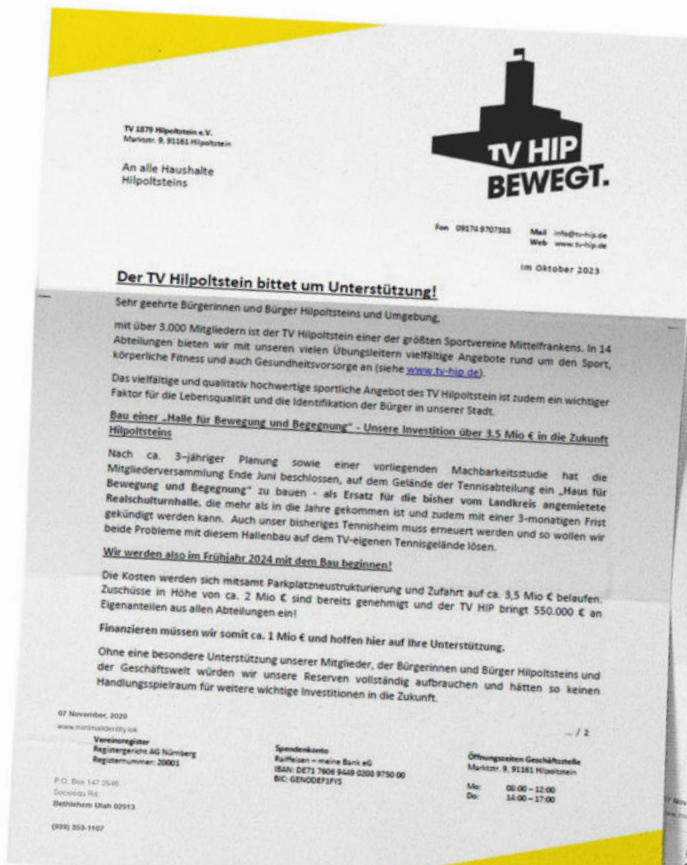 TV HIP
BEWEGT.
TV 1879 Hilpoltstein e.V.
Marktstr. 9, 91161 Hilpoltstein
An alle Haushalte
Hilpoltsteins
Fon 09174 9707388 Mail info@tv-hip.de
Web www.tv-hip.de
Im Oktober 2023
Der TV Hilpoltstein bittet um Unterstützung!
Sehr geehrte Bürgerinnen und Bürger Hilpoltsteins und Umgebung,
mit über 3.000 Mitgliedern ist der TV Hilpoltstein einer der größten Sportvereine Mittelfrankens. In 14
Abteilungen bieten wir mit unseren vielen Übungsleitern vielfältige Angebote rund um den Sport,
körperliche Fitness und auch Gesundheitsvorsorge an (siehe www.tv-hip.de).
Das vielfältige und qualitativ hochwertige sportliche Angebot des TV Hilpoltstein ist zudem ein wichtiger
Faktor für die Lebensqualität und die Identifikation der Bürger in unserer Stadt.
Bau einer „Halle für Bewegung und Begegnung" - Unsere Investition über 3,5 Mio € in die Zukunft
Hilpoltsteins
Nach ca. 3-jähriger Planung sowie einer vorliegenden Machbarkeitsstudie hat die
Mitgliederversammlung Ende Juni beschlossen, auf dem Gelände der Tennisabteilung ein „Haus für
Bewegung und Begegnung" zu bauen - als Ersatz für die bisher vom Landkreis angemietete
Realschulturnhalle, die mehr als in die Jahre gekommen ist und zudem mit einer 3-monatigen Frist
gekündigt werden kann. Auch unser bisheriges Tennisheim muss erneuert werden und so wollen wir
beide Probleme mit diesem Hallenbau auf dem TV-eigenen Tennisgelände lösen.
Wir werden also im Frühjahr 2024 mit dem Bau beginnen!
Die Kosten werden sich mitsamt Parkplatzneustrukturierung und Zufahrt auf ca. 3,5 Mio € belaufen.
Zuschüsse in Höhe von ca. 2 Mio € sind bereits genehmigt und der TV HIP bringt 550.000 € an
Eigenanteilen aus allen Abteilungen ein!
Finanzieren müssen wir somit ca. 1 Mio € und hoffen hier auf Ihre Unterstützung.
Ohne eine besondere Unterstützung unserer Mitglieder, der Bürgerinnen und Bürger Hilpoltsteins und
der Geschäftswelt würden wir unsere Reserven vollständig aufbrauchen und hätten so keinen
Handlungsspielraum für weitere wichtige Investitionen in die Zukunft.
... / 2
07 November, 2020
www.minimalidentity.lok
Vereinsregister
Registergericht AG Nürnberg
Registernummer: 20001
Spendenkonto
Raiffeisen – meine Bank eG
IBAN: DE71 7606 9449 0200 9750 00
BIC: GENODEF1FYS
Öffnungszeiten Geschäftsstelle
Marktstr. 9, 91161 Hilpoltstein
Mo: 08:00 – 12:00
Do: 14:00 – 17:00
P.O. Box 147 2546
Sociosqu Rd.
Bethlehem Utah 02913
(939) 353-1107